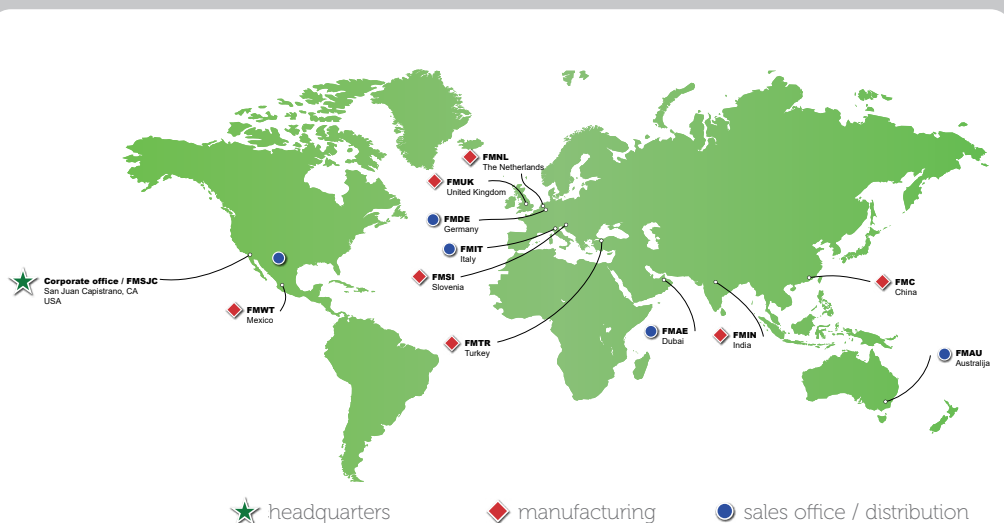 FMNL
The Netherlands
FMUK
United Kingdom
FMDE
Germany
FMIT
Italy
FMSI
Slovenia
Corporate office / FMSJC
San Juan Capistrano, CA
USA
FMWT
Mexico
FMTR
Turkey
FMAE
Dubai
FMIN
India
FMC
China
FMAU
Australija
headquarters
manufacturing
sales office / distribution